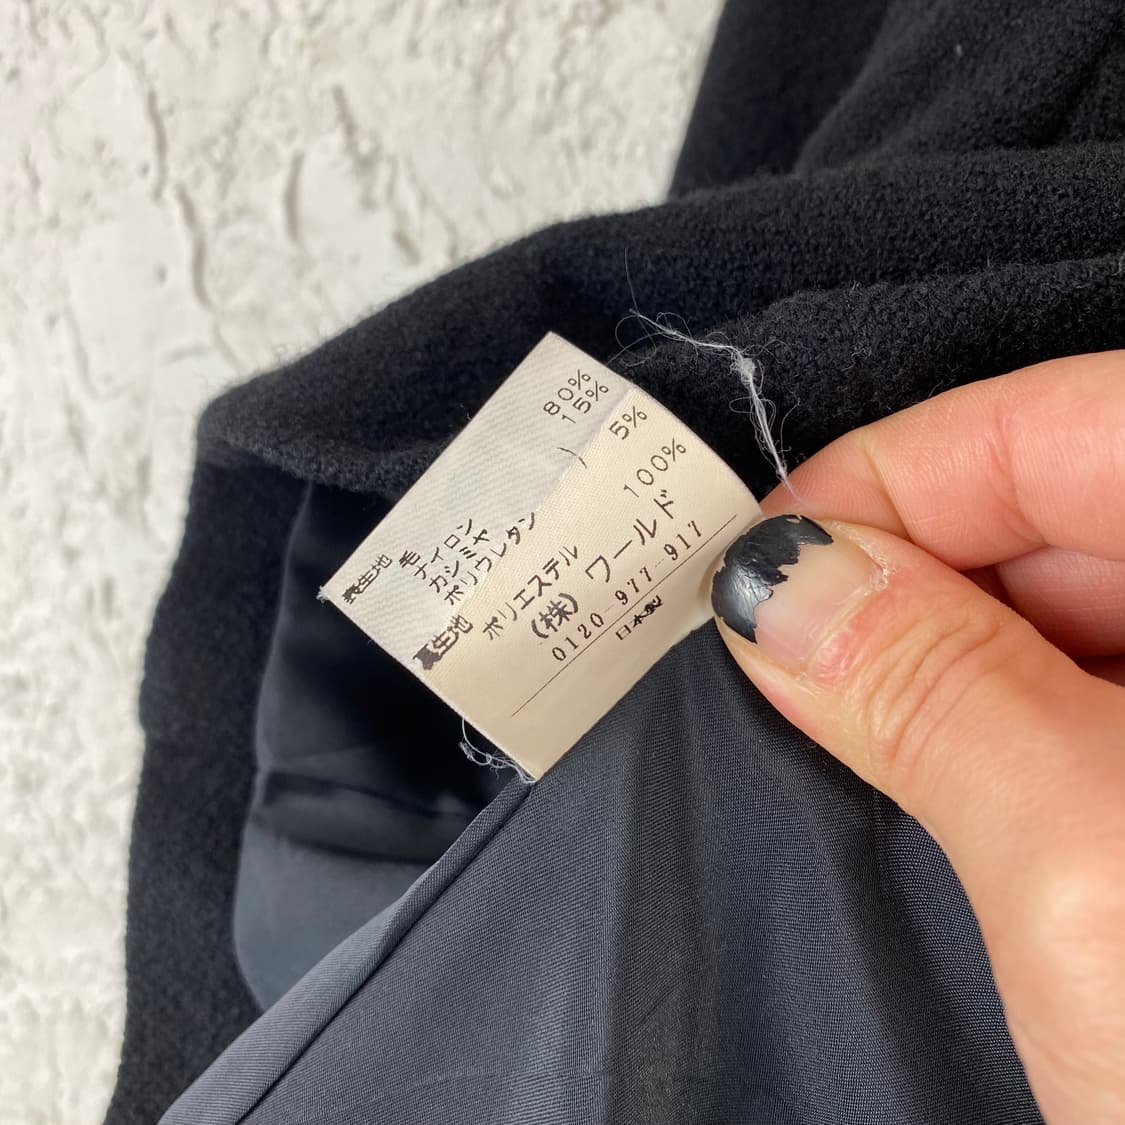 表生地 毛 80%
ナイロン 15%
カシミヤ
ポリウレタン ) 5%
裏生地 ポリエステル 100%
(株) ワールド
0120-977-917
日本製